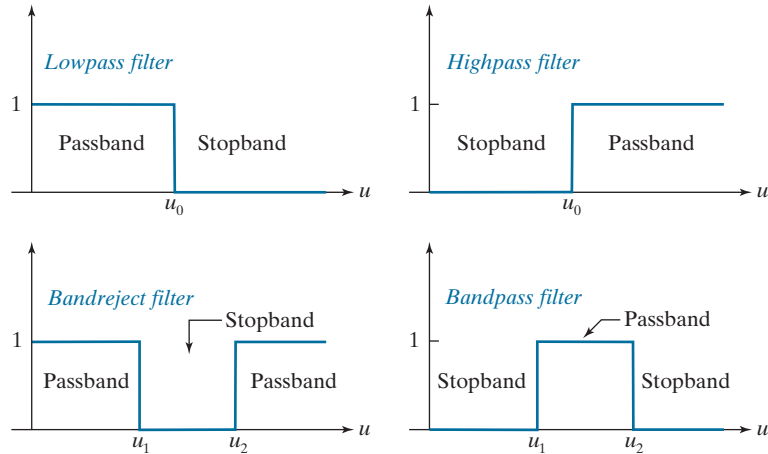 Lowpass filter
1
Passband
Stopband
u
u0
Highpass filter
1
Stopband
Passband
u
u0
Bandreject filter
Stopband
1
Passband
Passband
u
u1
u2
Bandpass filter
Passband
1
Stopband
Stopband
u
u1
u2